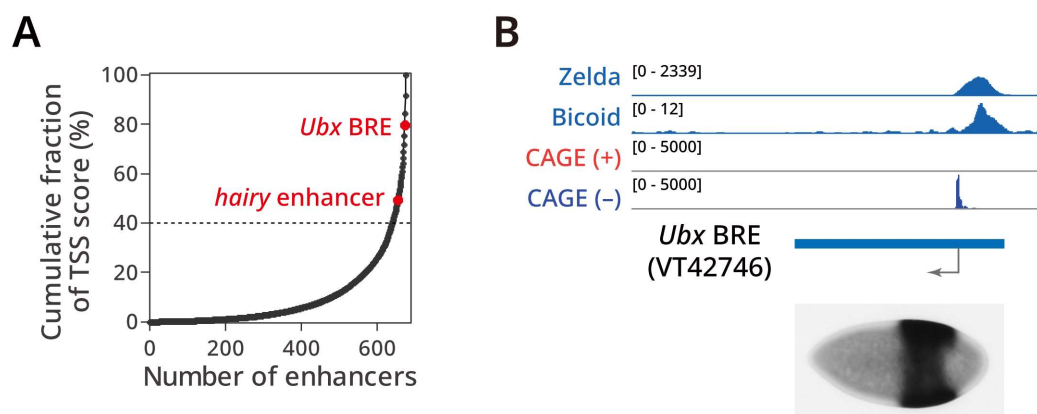 A
Cumulative fraction
of TSS score (%)
100
80
60
40
20
0
Ubx BRE
hairy enhancer
0 200 400 600
Number of enhancers
B
Zelda [0 - 2339]
Bicoid [0 - 12]
CAGE (+) [0 - 5000]
CAGE (–) [0 - 5000]
Ubx BRE
(VT42746)